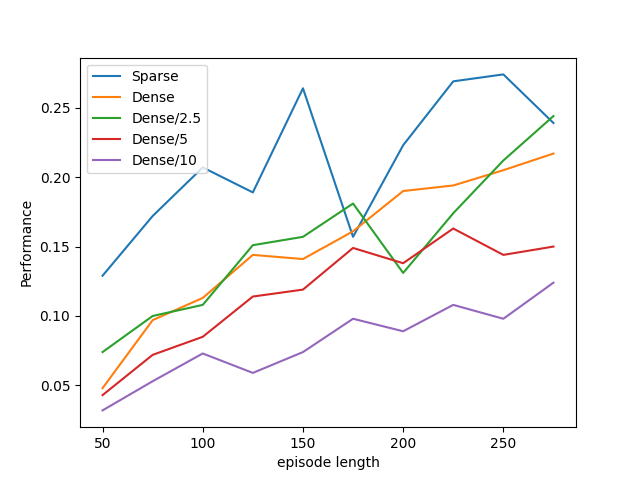 Sparse
Dense
Dense/2.5
Dense/5
Dense/10
0.25
0.20
0.15
0.10
0.05
Performance
50
100
150
200
250
episode length